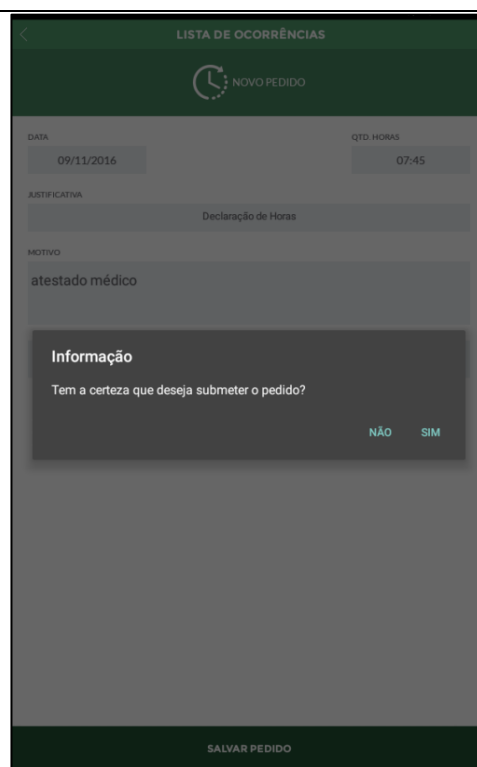 LISTA DE OCORRÊNCIAS
NOVO PEDIDO
DATA QTD. HORAS
09/11/2016 07:45
JUSTIFICATIVA
Declaração de Horas
MOTIVO
atestado médico
Informação
Tem a certeza que deseja submeter o pedido?
NÃO SIM
SALVAR PEDIDO